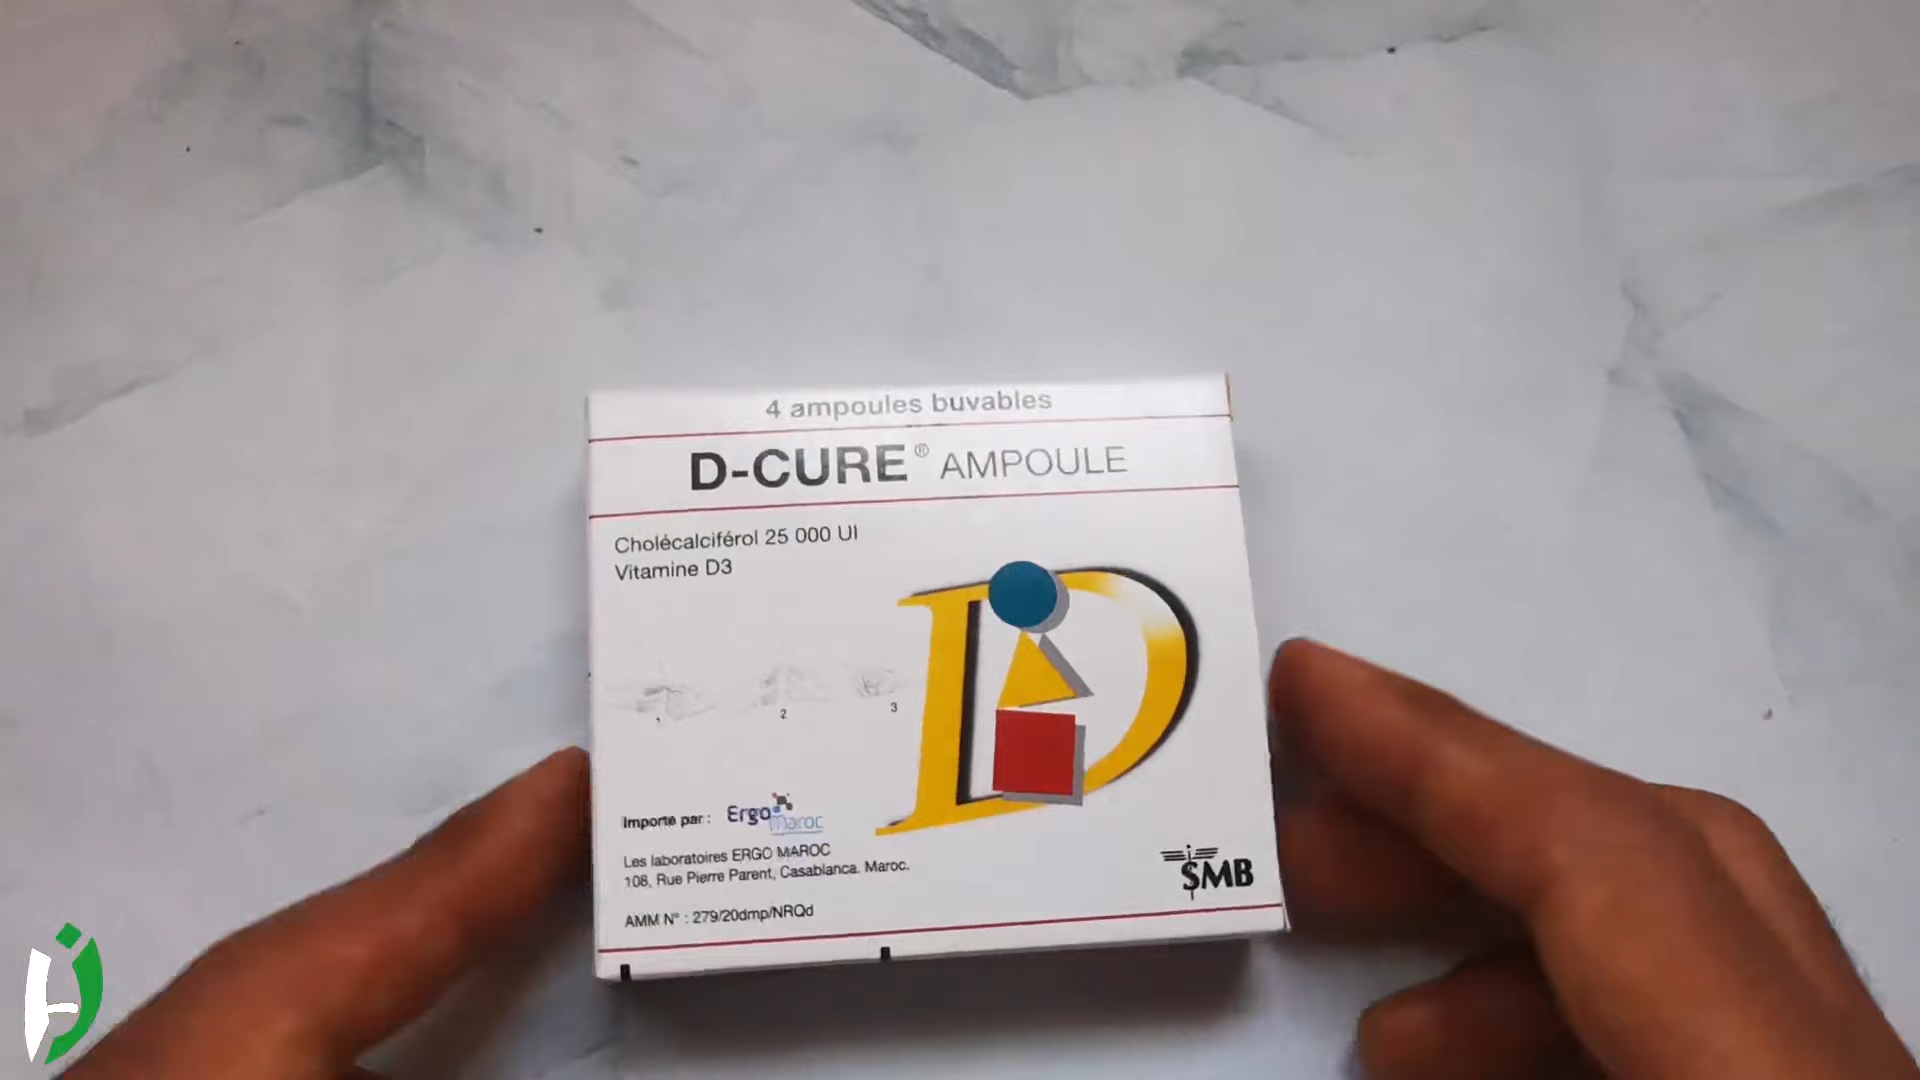 4 ampoules buvables
D-CURE® AMPOULE
Cholécalciférol 25 000 UI
Vitamine D3
1 2 3
Importé par : Ergo maroc
Les laboratoires ERGO MAROC
108, Rue Pierre Parent, Casablanca. Maroc.
AMM N° : 279/20dmp/NRQd
SMB